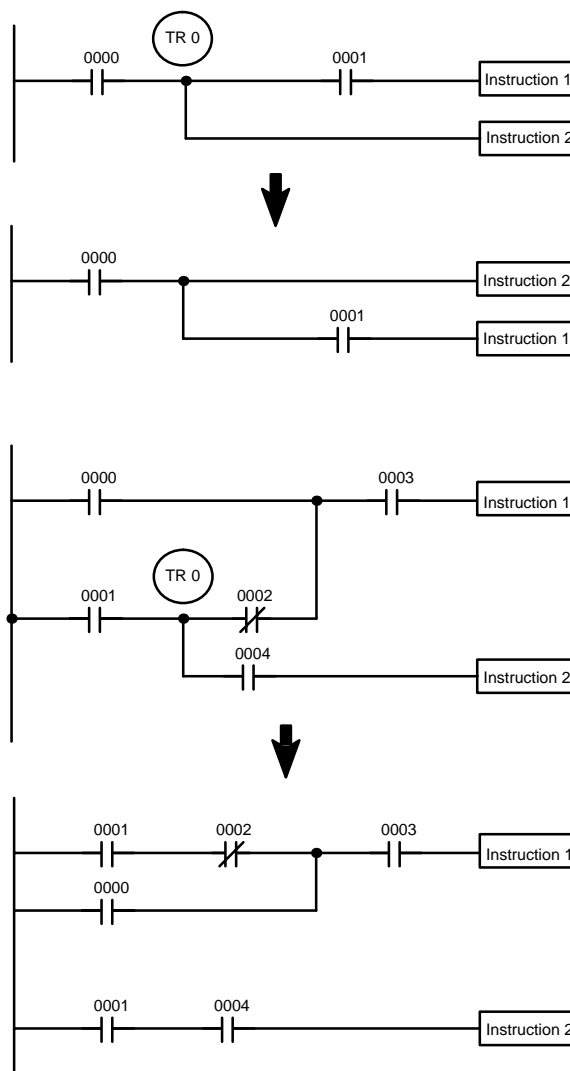 TR 0
0000 0001 Instruction 1
Instruction 2
0000 Instruction 2
0001 Instruction 1
0000 0003 Instruction 1
TR 0
0001 0002
0004 Instruction 2
0001 0002 0003 Instruction 1
0000
0001 0004 Instruction 2